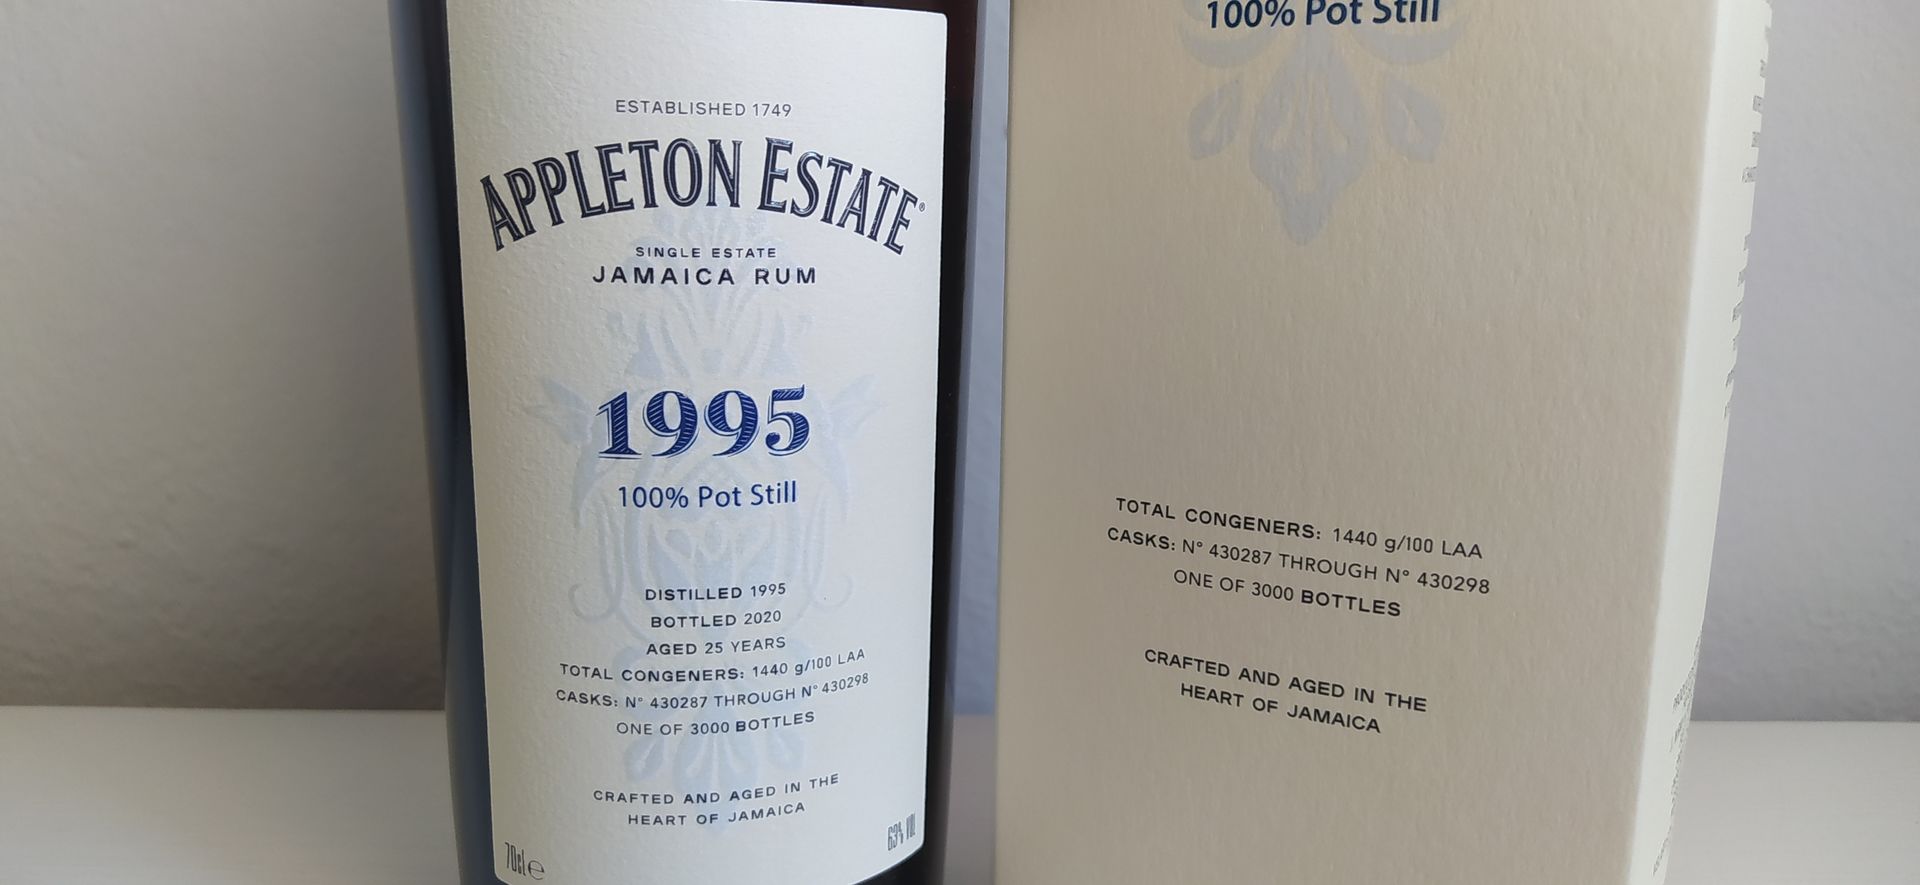 ESTABLISHED 1749
APPLETON ESTATE®
SINGLE ESTATE
JAMAICA RUM
1995
100% Pot Still
DISTILLED 1995
BOTTLED 2020
AGED 25 YEARS
TOTAL CONGENERS: 1440 g/100 LAA
CASKS: N° 430287 THROUGH N° 430298
ONE OF 3000 BOTTLES
CRAFTED AND AGED IN THE
HEART OF JAMAICA
70cl e
63% VOL
100% Pot Still
TOTAL CONGENERS: 1440 g/100 LAA
CASKS: N° 430287 THROUGH N° 430298
ONE OF 3000 BOTTLES
CRAFTED AND AGED IN THE
HEART OF JAMAICA